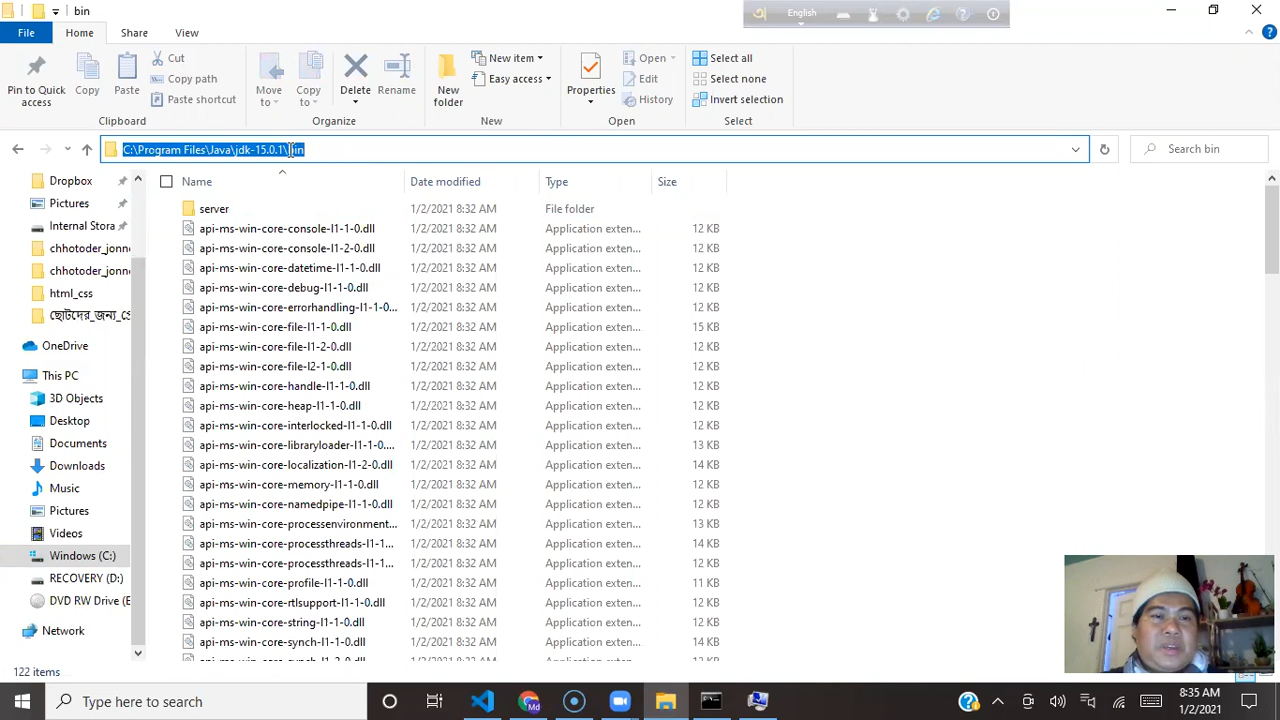 bin
English
File
Home
Share
View
Pin to Quick access
Copy
Paste
Cut
Copy path
Paste shortcut
Move to
Copy to
Delete
Rename
New folder
New item
Easy access
Properties
Open
Edit
History
Select all
Select none
Invert selection
Clipboard
Organize
New
Open
Select
C:\Program Files\Java\jdk-15.0.1\bin
Search bin
Name
Date modified
Type
Size
Dropbox
Pictures
Internal Stora
chhotoder_jonne
chhotoder_jonne
html_css
ছোটদের_জন্য_প্রো
OneDrive
This PC
3D Objects
Desktop
Documents
Downloads
Music
Pictures
Videos
Windows (C:)
RECOVERY (D:)
DVD RW Drive (E
Network
server 1/2/2021 8:32 AM File folder
api-ms-win-core-console-l1-1-0.dll 1/2/2021 8:32 AM Application exten... 12 KB
api-ms-win-core-console-l1-2-0.dll 1/2/2021 8:32 AM Application exten... 12 KB
api-ms-win-core-datetime-l1-1-0.dll 1/2/2021 8:32 AM Application exten... 12 KB
api-ms-win-core-debug-l1-1-0.dll 1/2/2021 8:32 AM Application exten... 12 KB
api-ms-win-core-errorhandling-l1-1-0... 1/2/2021 8:32 AM Application exten... 12 KB
api-ms-win-core-file-l1-1-0.dll 1/2/2021 8:32 AM Application exten... 15 KB
api-ms-win-core-file-l1-2-0.dll 1/2/2021 8:32 AM Application exten... 12 KB
api-ms-win-core-file-l2-1-0.dll 1/2/2021 8:32 AM Application exten... 12 KB
api-ms-win-core-handle-l1-1-0.dll 1/2/2021 8:32 AM Application exten... 12 KB
api-ms-win-core-heap-l1-1-0.dll 1/2/2021 8:32 AM Application exten... 12 KB
api-ms-win-core-interlocked-l1-1-0.dll 1/2/2021 8:32 AM Application exten... 12 KB
api-ms-win-core-libraryloader-l1-1-0.... 1/2/2021 8:32 AM Application exten... 13 KB
api-ms-win-core-localization-l1-2-0.dll 1/2/2021 8:32 AM Application exten... 14 KB
api-ms-win-core-memory-l1-1-0.dll 1/2/2021 8:32 AM Application exten... 12 KB
api-ms-win-core-namedpipe-l1-1-0.dll 1/2/2021 8:32 AM Application exten... 12 KB
api-ms-win-core-processenvironment... 1/2/2021 8:32 AM Application exten... 13 KB
api-ms-win-core-processthreads-l1-1... 1/2/2021 8:32 AM Application exten... 14 KB
api-ms-win-core-processthreads-l1-1... 1/2/2021 8:32 AM Application exten... 12 KB
api-ms-win-core-profile-l1-1-0.dll 1/2/2021 8:32 AM Application exten... 11 KB
api-ms-win-core-rtlsupport-l1-1-0.dll 1/2/2021 8:32 AM Application exten... 12 KB
api-ms-win-core-string-l1-1-0.dll 1/2/2021 8:32 AM Application exten... 12 KB
api-ms-win-core-synch-l1-1-0.dll 1/2/2021 8:32 AM Application exten... 14 KB
122 items
Type here to search
8:35 AM
1/2/2021